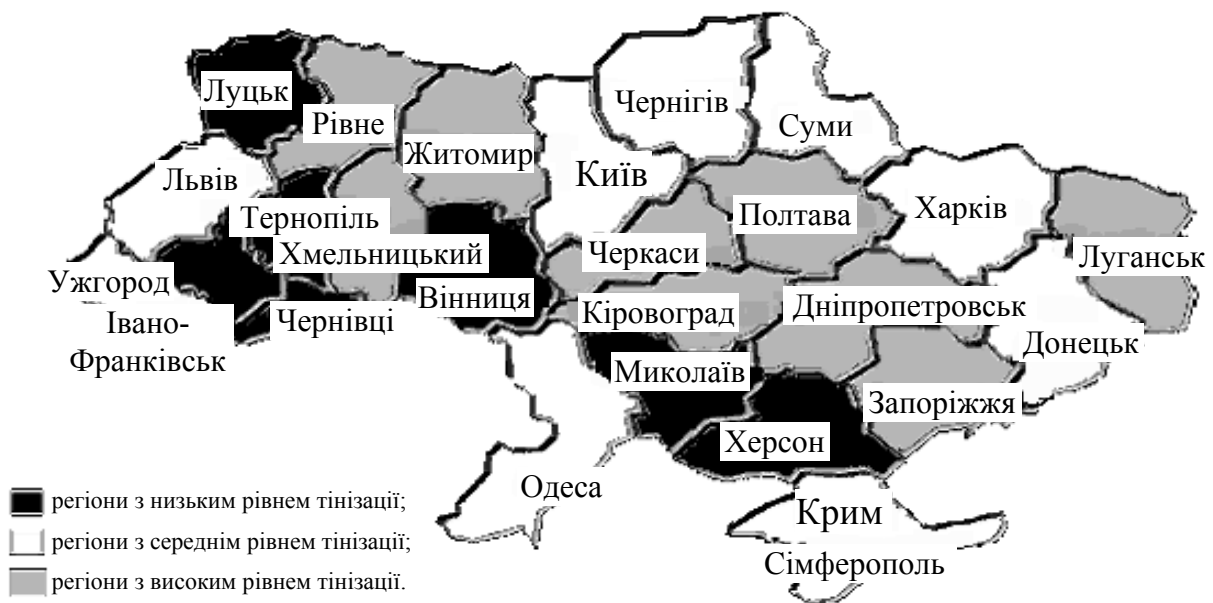 Луцьк
Рівне
Житомир
Чернігів
Суми
Київ
Львів
Тернопіль
Хмельницький
Полтава
Харків
Черкаси
Луганськ
Ужгород
Вінниця
Івано-
Франківськ
Чернівці
Кіровоград
Дніпропетровськ
Донецьк
Миколаїв
Запоріжжя
Херсон
Одеса
Крим
Сімферополь
регіони з низьким рівнем тінізації;
регіони з середнім рівнем тінізації;
регіони з високим рівнем тінізації.